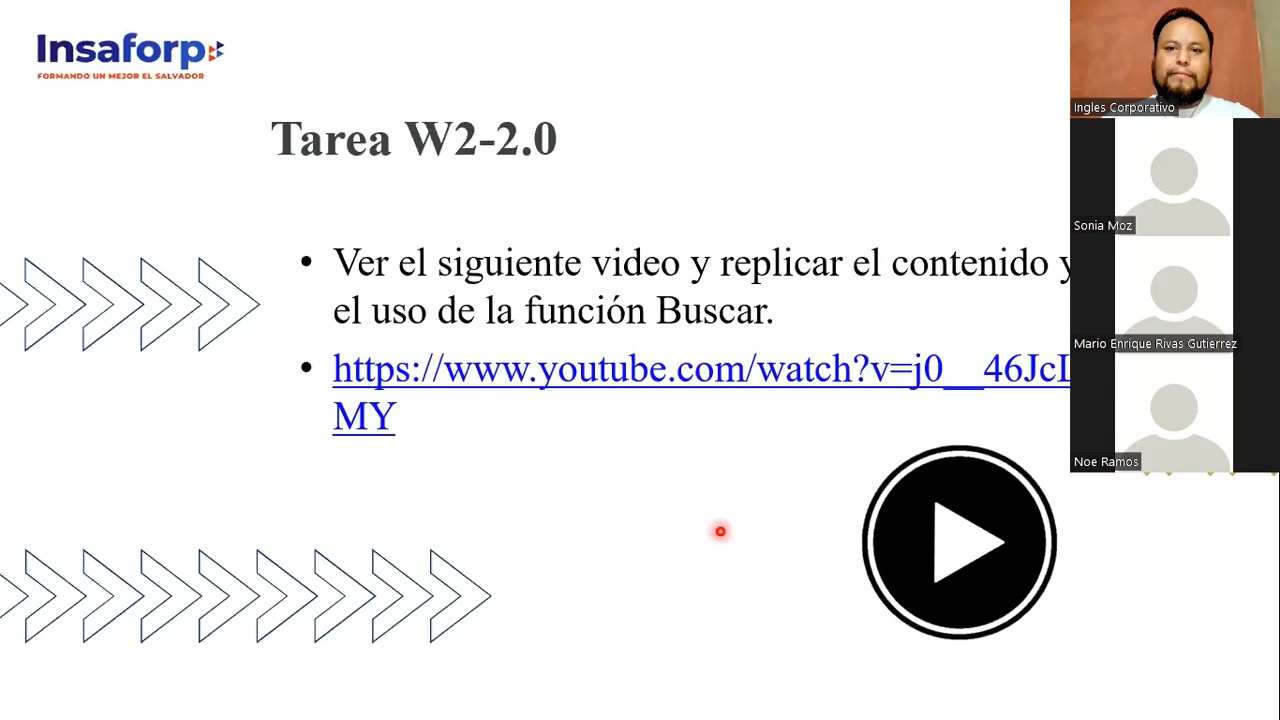 Insaforp
FORMANDO UN MEJOR EL SALVADOR
Tarea W2-2.0
• Ver el siguiente video y replicar el contenido y
el uso de la función Buscar.
• https://www.youtube.com/watch?v=j0__46JcL
MY
Ingles Corporativo
Sonia Moz
Mario Enrique Rivas Gutierrez
Noe Ramos